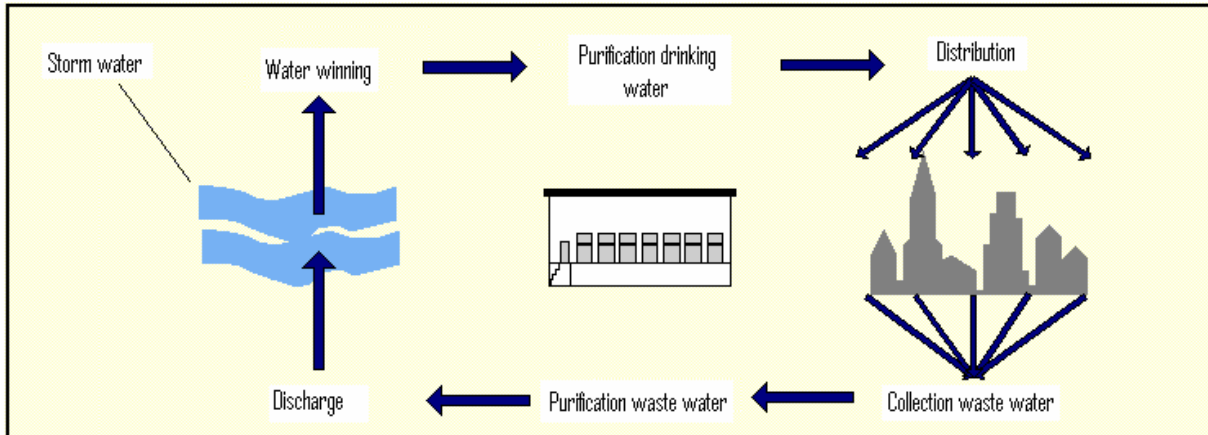 Storm water
Water winning
Purification drinking
water
Distribution
Discharge
Purification waste water
Collection waste water